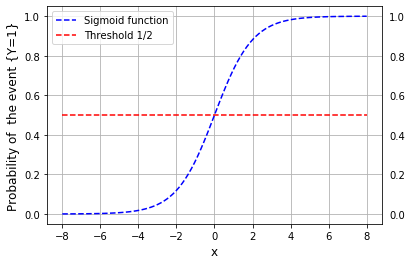 Sigmoid function
Threshold 1/2
Probability of  the event {Y=1}
1.0
0.8
0.6
0.4
0.2
0.0
1.0
0.8
0.6
0.4
0.2
0.0
−8 −6 −4 −2 0 2 4 6 8
x